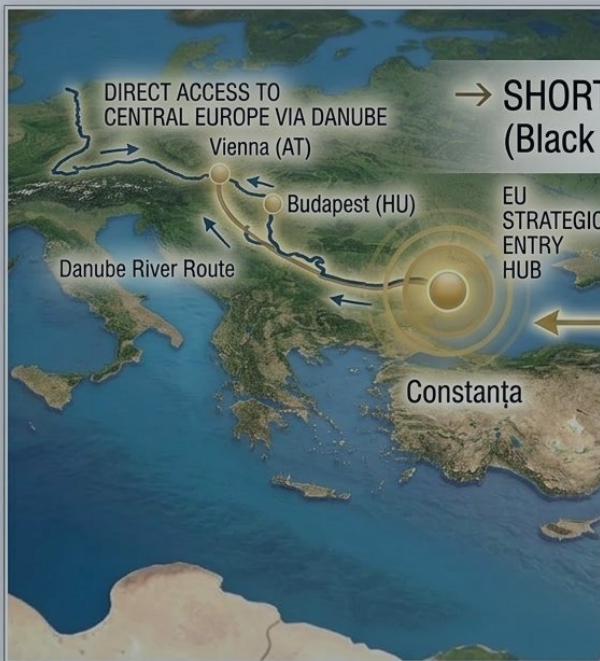 DIRECT ACCESS TO
CENTRAL EUROPE VIA DANUBE
Vienna (AT)
Budapest (HU)
Danube River Route
→ SHORT
(Black
EU
STRATEGIC
ENTRY
HUB
Constanța